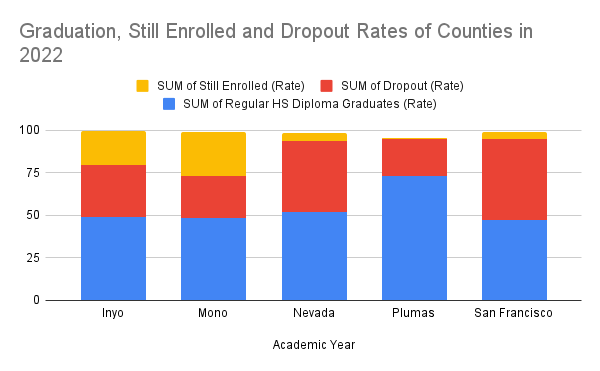 Graduation, Still Enrolled and Dropout Rates of Counties in
2022
SUM of Still Enrolled (Rate) SUM of Dropout (Rate)
SUM of Regular HS Diploma Graduates (Rate)
100
75
50
25
0
Inyo Mono Nevada Plumas San Francisco
Academic Year